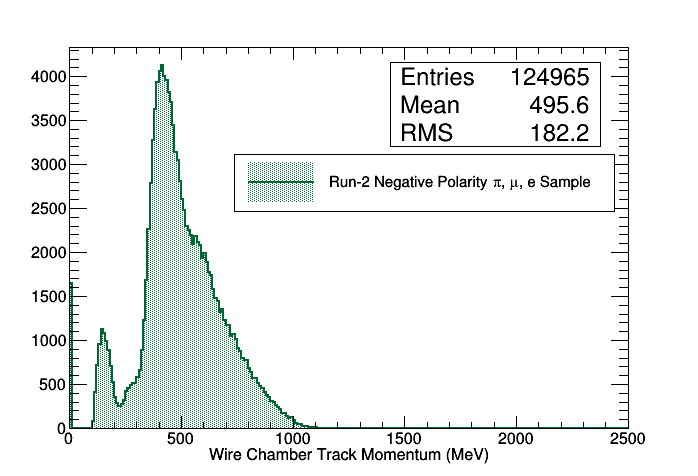 Entries 124965
Mean 495.6
RMS 182.2
Run-2 Negative Polarity π, μ, e Sample
4000
3500
3000
2500
2000
1500
1000
500
0
0 500 1000 1500 2000 2500
Wire Chamber Track Momentum (MeV)